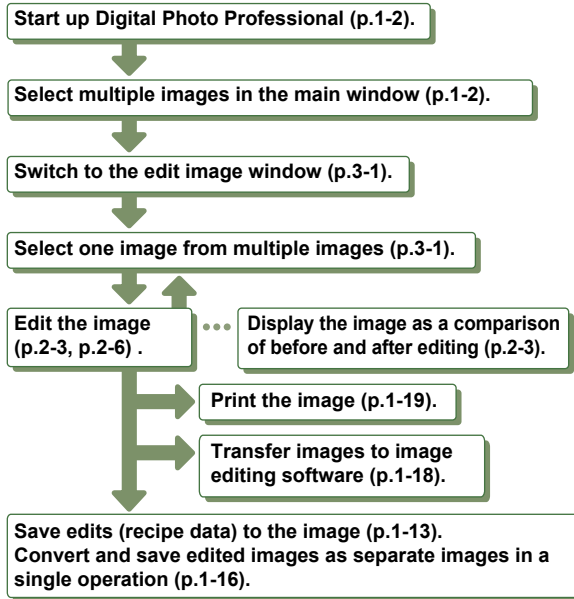 Start up Digital Photo Professional (p.1-2).
Select multiple images in the main window (p.1-2).
Switch to the edit image window (p.3-1).
Select one image from multiple images (p.3-1).
Edit the image
(p.2-3, p.2-6) .
Display the image as a comparison
of before and after editing (p.2-3).
Print the image (p.1-19).
Transfer images to image
editing software (p.1-18).
Save edits (recipe data) to the image (p.1-13).
Convert and save edited images as separate images in a
single operation (p.1-16).